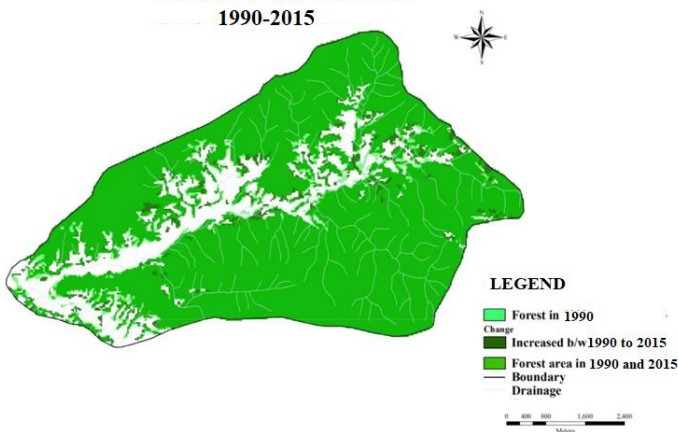 1990-2015
N
W E
S
LEGEND
Forest in 1990
Change
Increased b/w1990 to 2015
Forest area in 1990 and 2015
Boundary
Drainage
0 400 800 1,600 2,400
Meters